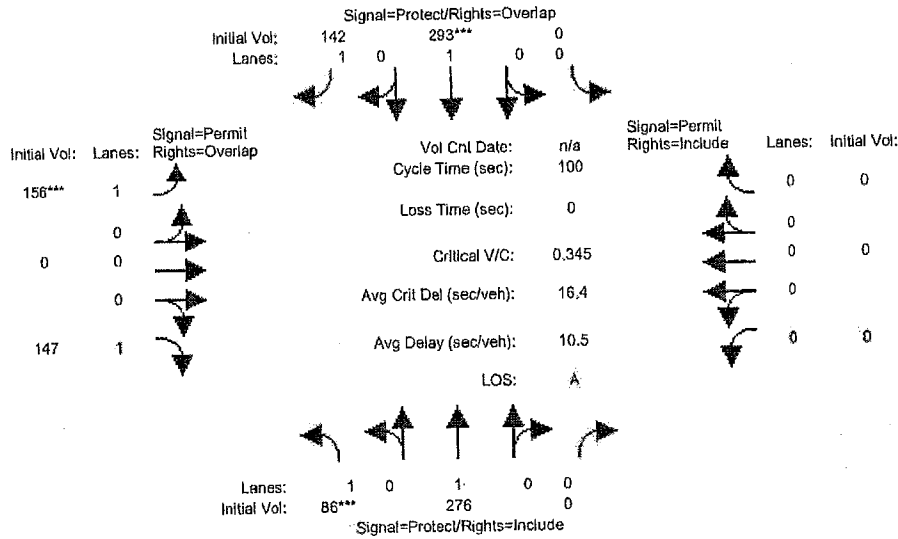 Signal=Protect/Rights=Overlap
Initial Vol: 142 293*** 0
Lanes: 1 0 1 0 0
Signal=Permit
Initial Vol: Lanes: Rights=Overlap
156*** 1
0
0 0
0
147 1
Vol Cnt Date: n/a
Cycle Time (sec): 100
Loss Time (sec): 0
Critical V/C: 0.345
Avg Crit Del (sec/veh): 16.4
Avg Delay (sec/veh): 10.5
LOS: A
Signal=Permit
Rights=Include Lanes: Initial Vol:
0 0
0
0 0
0
0 0
Lanes: 1 0 1 0 0
Initial Vol: 86*** 276 0
Signal=Protect/Rights=Include